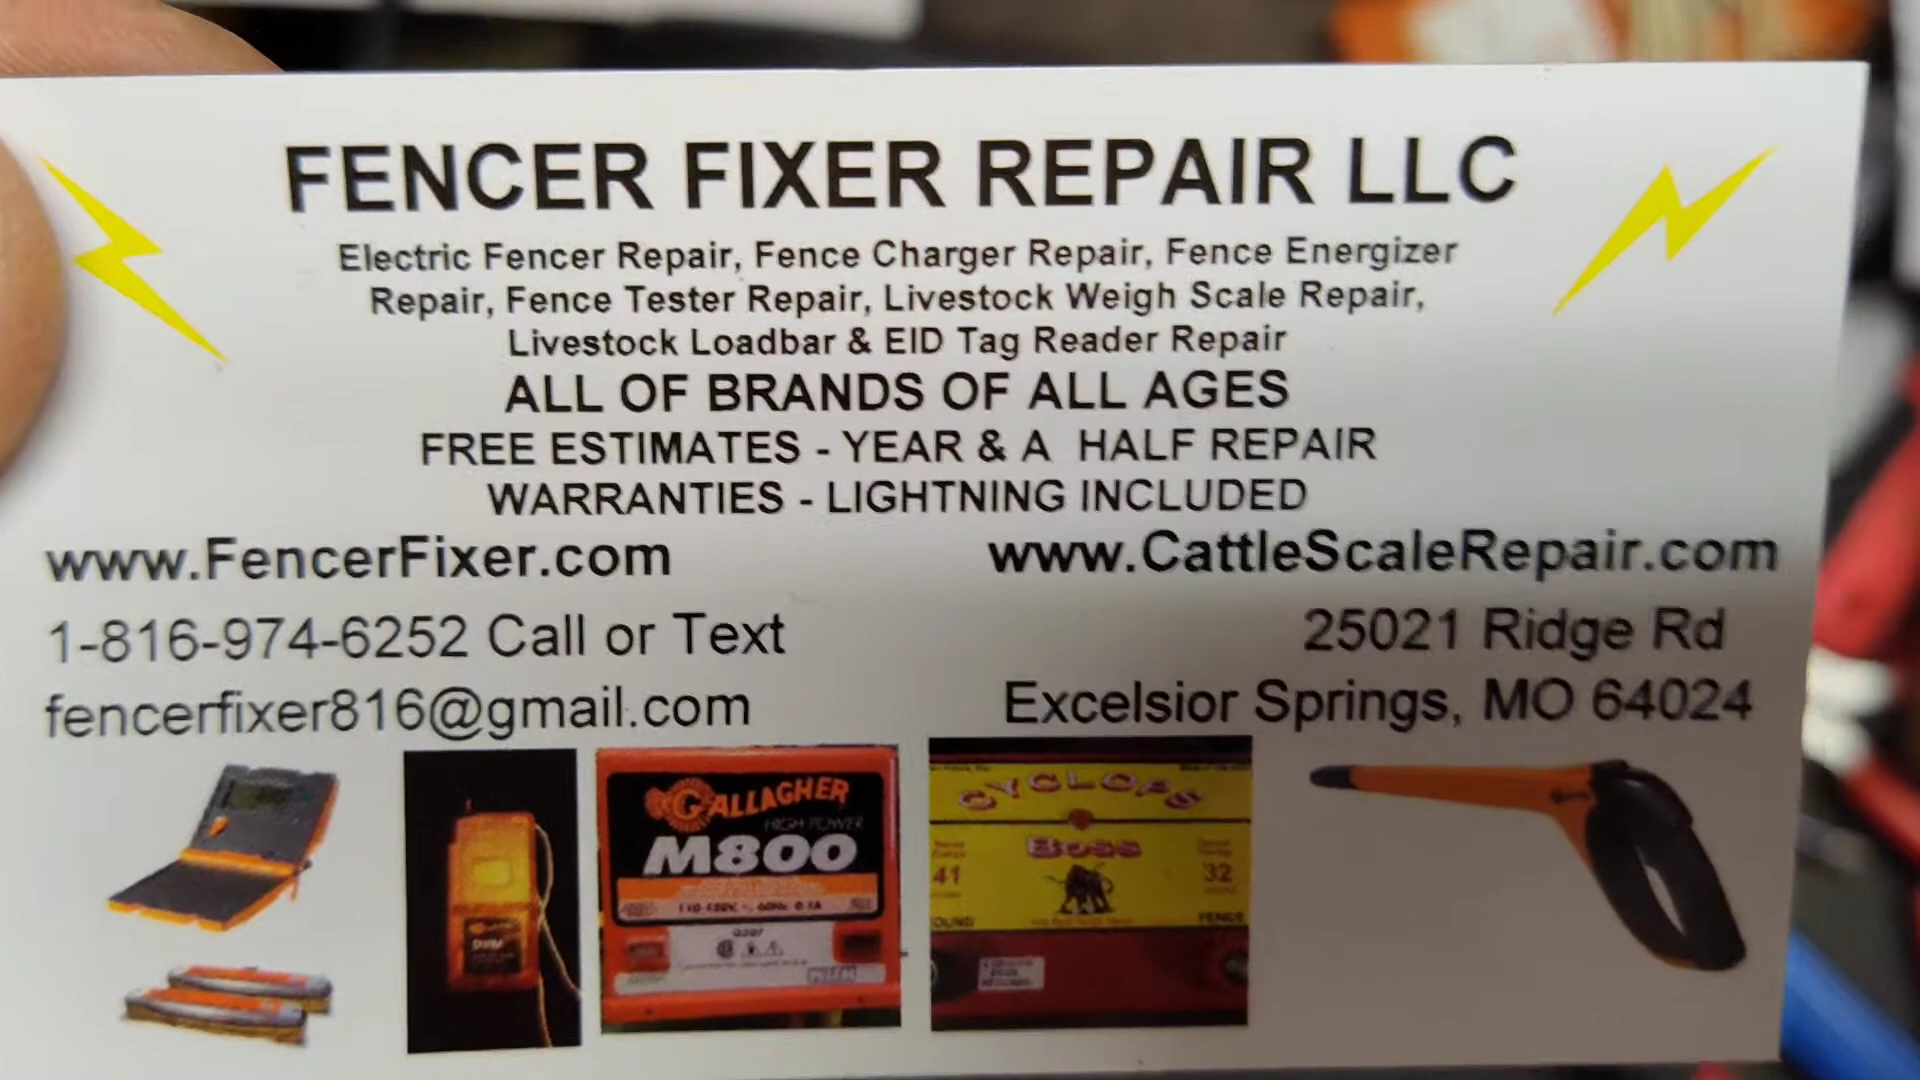 FENCER FIXER REPAIR LLC
Electric Fencer Repair, Fence Charger Repair, Fence Energizer
Repair, Fence Tester Repair, Livestock Weigh Scale Repair,
Livestock Loadbar & EID Tag Reader Repair
ALL OF BRANDS OF ALL AGES
FREE ESTIMATES - YEAR & A HALF REPAIR
WARRANTIES - LIGHTNING INCLUDED
www.FencerFixer.com
www.CattleScaleRepair.com
1-816-974-6252 Call or Text
25021 Ridge Rd
fencerfixer816@gmail.com
Excelsior Springs, MO 64024
GALLAGHER
HIGH POWER
M800
CYCLOPS
BOSS
41
32
FENCE